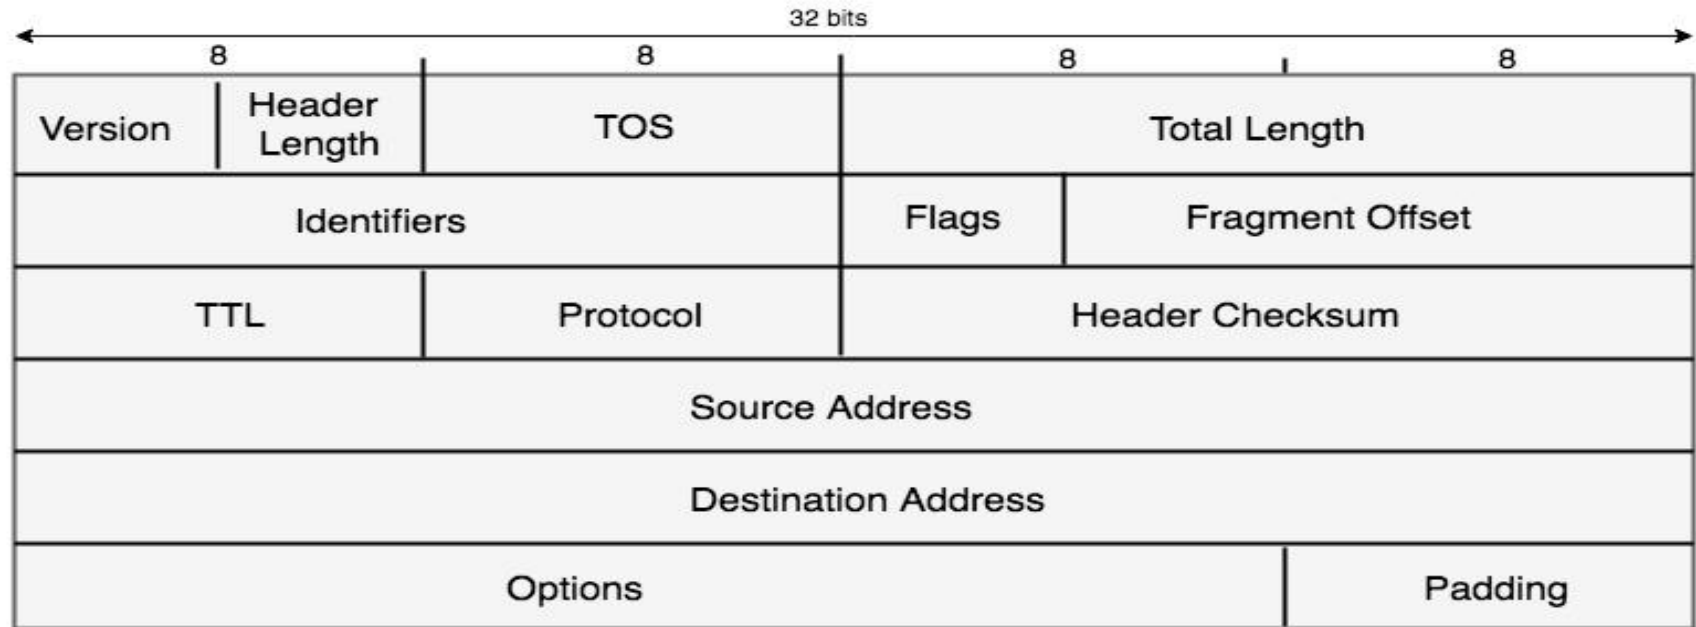 32 bits
8 8 8 8
Version Header Length TOS Total Length
Identifiers Flags Fragment Offset
TTL Protocol Header Checksum
Source Address
Destination Address
Options Padding